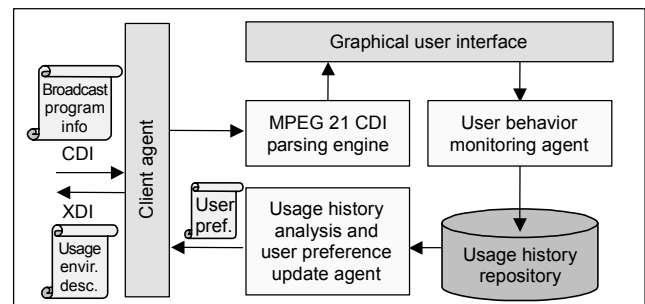 Graphical user interface
Broadcast
program
info
CDI
XDI
Usage
envir.
desc.
Client agent
MPEG 21 CDI
parsing engine
User behavior
monitoring agent
User
pref.
Usage history
analysis and
user preference
update agent
Usage history
repository